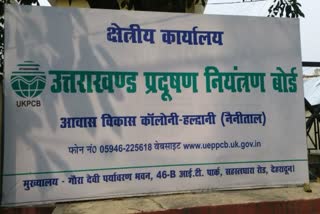 क्षेत्रीय कार्यालय
उत्तराखण्ड प्रदूषण नियंत्रण बोर्ड
UKPCB
आवास विकास कॉलोनी-हल्द्वानी (नैनीताल)
फोन नं0 05946-225618 वेबसाइट www.ueppcb.uk.gov.in
मुख्यालय - गौरा देवी पर्यावरण भवन, 46-B आई.टी. पार्क, सहस्त्रधारा रोड, देहरादून।